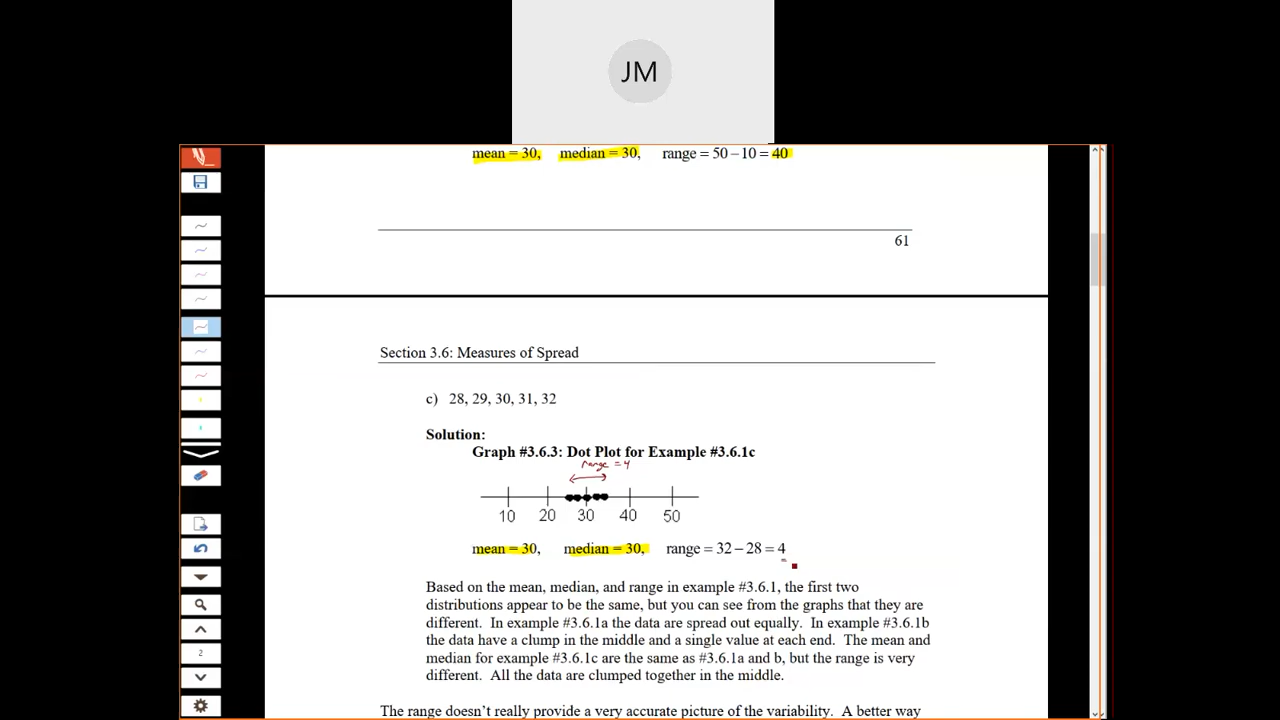 JM
mean = 30, median = 30, range = 50 − 10 = 40
61
Section 3.6: Measures of Spread
c) 28, 29, 30, 31, 32
Solution:
Graph #3.6.3: Dot Plot for Example #3.6.1c
range = 4
10 20 30 40 50
mean = 30, median = 30, range = 32 − 28 = 4
Based on the mean, median, and range in example #3.6.1, the first two
distributions appear to be the same, but you can see from the graphs that they are
different. In example #3.6.1a the data are spread out equally. In example #3.6.1b
the data have a clump in the middle and a single value at each end. The mean and
median for example #3.6.1c are the same as #3.6.1a and b, but the range is very
different. All the data are clumped together in the middle.
2
The range doesn't really provide a very accurate picture of the variability. A better way